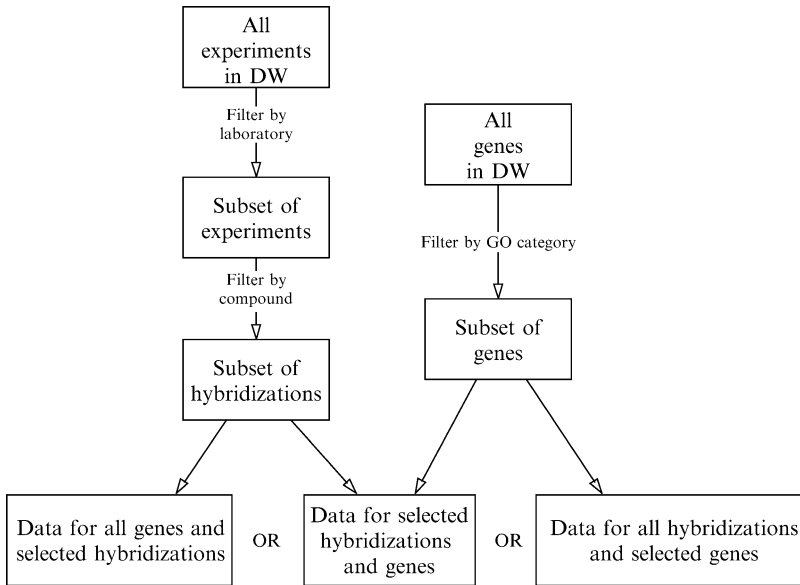 All
experiments
in DW
Filter by
laboratory
All
genes
in DW
Subset of
experiments
Filter by GO category
Filter by
compound
Subset of
genes
Subset of
hybridizations
Data for all genes and
selected hybridizations
OR
Data for selected
hybridizations
and genes
OR
Data for all hybridizations
and selected genes